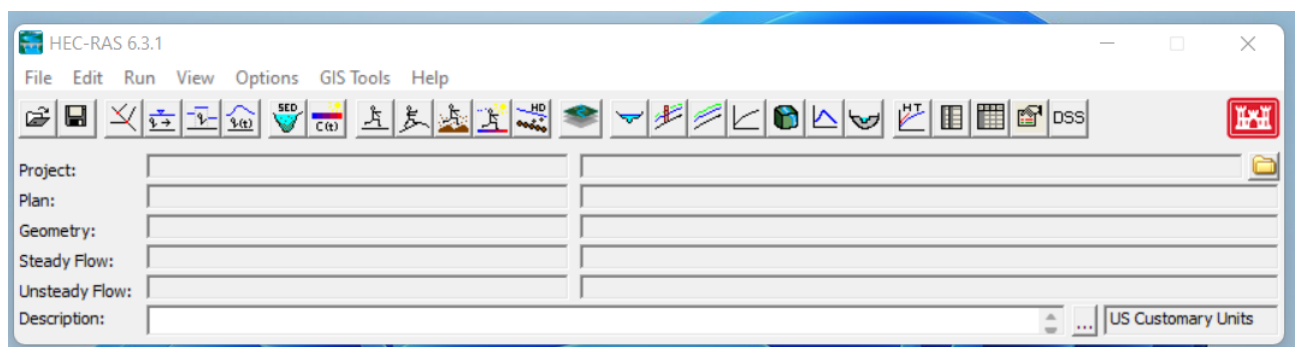 HEC-RAS 6.3.1
File Edit Run View Options GIS Tools Help
SED C(t) HD HT DSS
Project:
Plan:
Geometry:
Steady Flow:
Unsteady Flow:
Description: ... US Customary Units